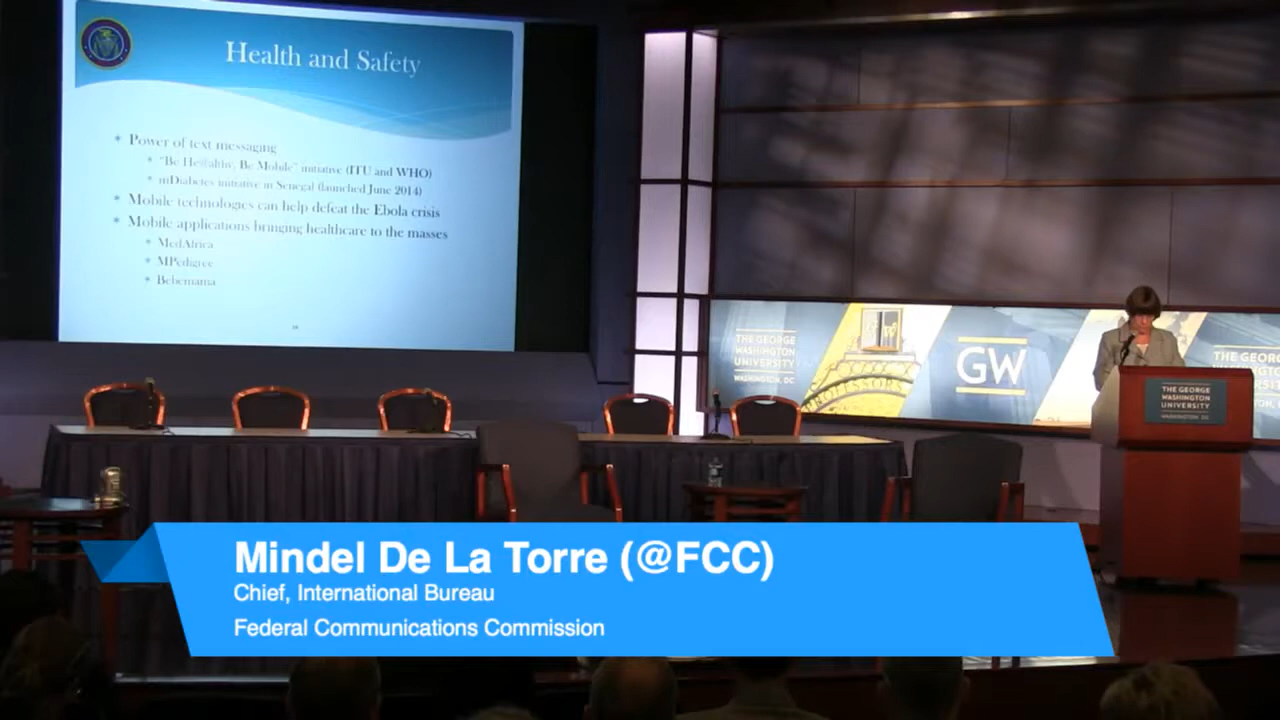 Health and Safety
Power of text messaging
"Be He@lthy, Be Mobile" initiative (ITU and WHO)
mDiabetes initiative in Senegal (launched June 2014)
Mobile technologies can help defeat the Ebola crisis
Mobile applications bringing healthcare to the masses
MedAfrica
MPedigree
Bebemama
THE GEORGE
WASHINGTON
UNIVERSITY
WASHINGTON, DC
PROFESSORS
GW
THE GEORGE
WASHINGTON
UNIVERSITY
WASHINGTON, DC
Mindel De La Torre (@FCC)
Chief, International Bureau
Federal Communications Commission